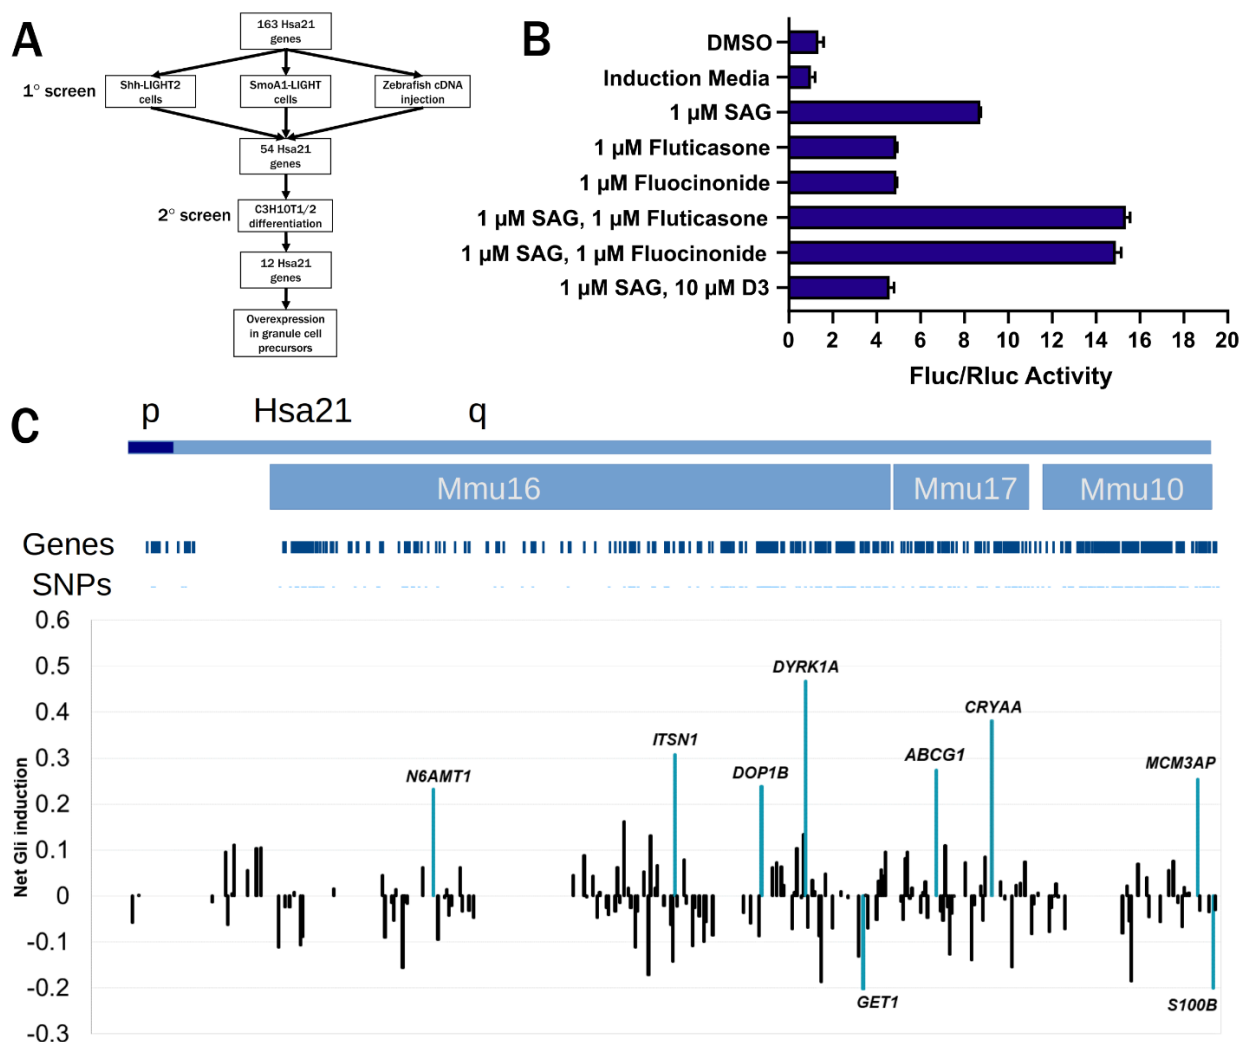 A
163 Hsa21
genes
1° screen
Shh-LIGHT2
cells
SmoA1-LIGHT
cells
Zebrafish cDNA
injection
54 Hsa21
genes
2° screen
C3H10T1/2
differentiation
12 Hsa21
genes
Overexpression
in granule cell
precursors
B
DMSO
Induction Media
1 µM SAG
1 µM Fluticasone
1 µM Fluocinonide
1 µM SAG, 1 µM Fluticasone
1 µM SAG, 1 µM Fluocinonide
1 µM SAG, 10 µM D3
0 2 4 6 8 10 12 14 16 18 20
Fluc/Rluc Activity
C
p Hsa21 q
Mmu16 Mmu17 Mmu10
Genes
SNPs
Net Gli induction
0.6
0.5
0.4
0.3
0.2
0.1
0
-0.1
-0.2
-0.3
N6AMT1
ITSN1
DOP1B
DYRK1A
ABCG1
CRYAA
MCM3AP
GET1
S100B